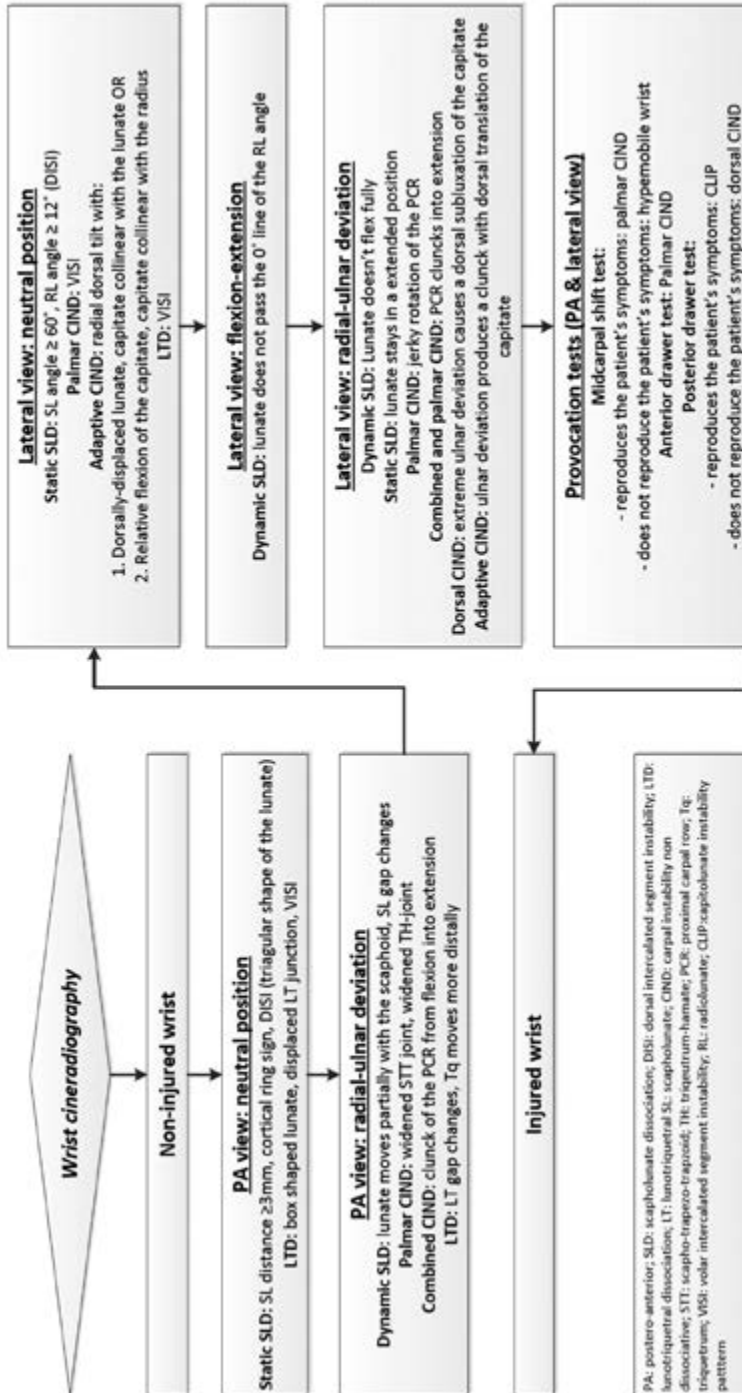 Wrist cineradiography
Non-injured wrist
PA view: neutral position
Static SLD: SL distance ≥3mm, cortical ring sign, DISI (triagular shape of the lunate)
LTD: box shaped lunate, displaced LT junction, VISI
PA view: radial-ulnar deviation
Dynamic SLD: lunate moves partially with the scaphoid, SL gap changes
Palmar CIND: widened STT joint, widened TH-joint
Combined CIND: clunck of the PCR from flexion into extension
LTD: LT gap changes, Tq moves more distally
Lateral view: neutral position
Static SLD: SL angle ≥ 60°, RL angle ≥ 12° (DISI)
Palmar CIND: VISI
Adaptive CIND: radial dorsal tilt with:
1. Dorsally-displaced lunate, capitate collinear with the lunate OR
2. Relative flexion of the capitate, capitate collinear with the radius
LTD: VISI
Lateral view: flexion-extension
Dynamic SLD: lunate does not pass the 0° line of the RL angle
Lateral view: radial-ulnar deviation
Dynamic SLD: Lunate doesn't flex fully
Static SLD: lunate stays in a extended position
Palmar CIND: jerky rotation of the PCR
Combined and palmar CIND: PCR cluncks into extension
Dorsal CIND: extreme ulnar deviation causes a dorsal subluxation of the capitate
Adaptive CIND: ulnar deviation produces a clunck with dorsal translation of the
capitate
Provocation tests (PA & lateral view)
Midcarpal shift test:
- reproduces the patient's symptoms: palmar CIND
- does not reproduce the patient's symptoms: hypermobile wrist
Anterior drawer test: Palmar CIND
Posterior drawer test:
- reproduces the patient's symptoms: CLIP
- does not reproduce the patient's symptoms: dorsal CIND
Injured wrist
PA: postero-anterior; SLD: scapholunate dissociation; DISI: dorsal intercalated segment instability; LTD:
lunotriquetral dissociation; LT: lunotriquetral SL: scapholunate; CIND: carpal instability non
dissociative; STT: scapho-trapezo-trapzoid; TH: triqeutrum-hamate; PCR: proximal carpal row; Tq:
triquetrum; VISI: volar intercalated segment instability; RL: radiolunate; CLIP:capitolunate instability
patttern